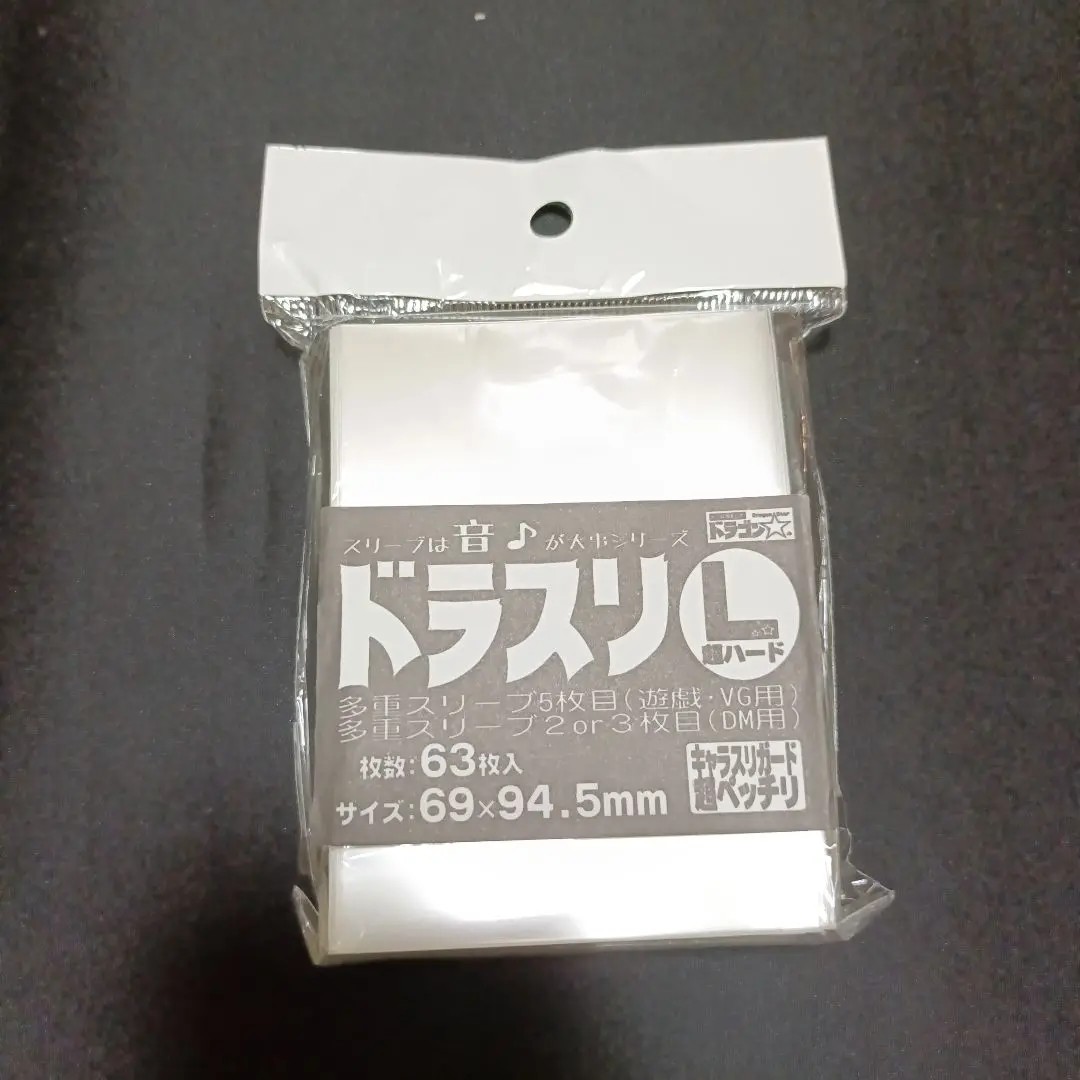 スリーブは音♪が大事シリーズ
ドラゴン☆
ドラスリ
L
超ハード
多重スリーブ5枚目(遊戯・VG用)
多重スリーブ2or3枚目(DM用)
枚数:63枚入
サイズ:69×94.5mm
キャラスリガード
超ペッチリ